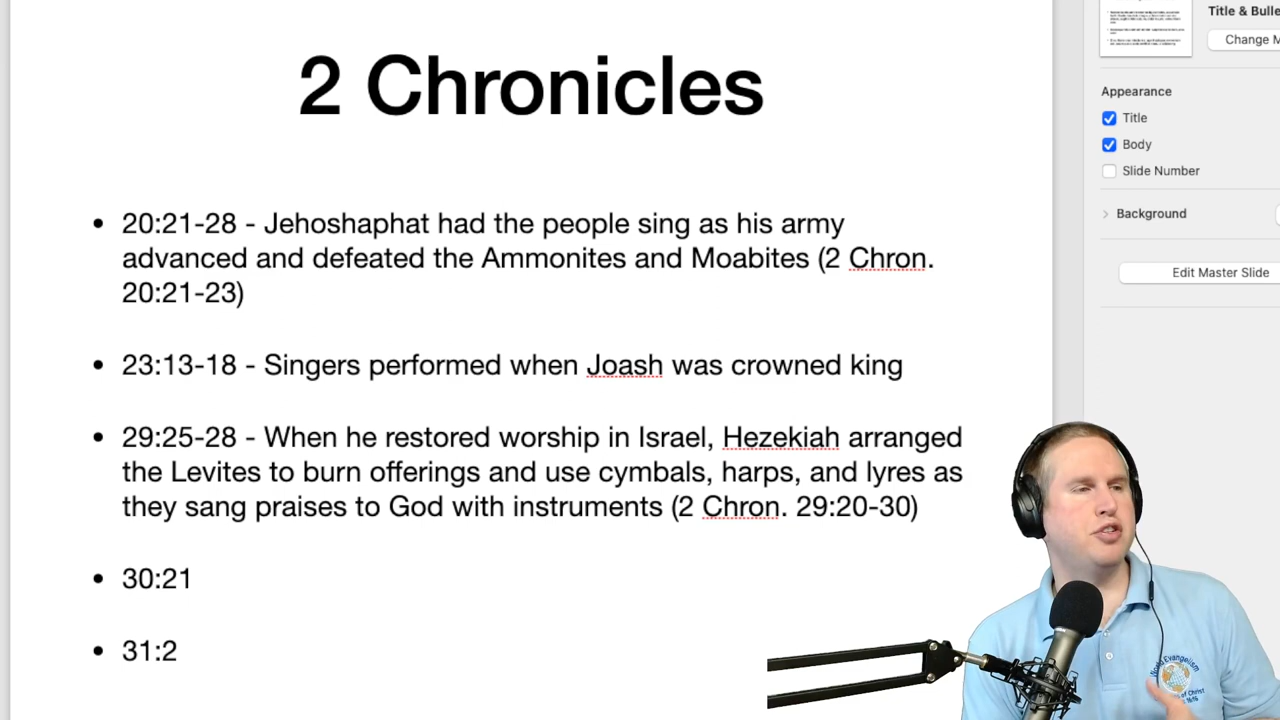 2 Chronicles
• 20:21-28 - Jehoshaphat had the people sing as his army
advanced and defeated the Ammonites and Moabites (2 Chron.
20:21-23)
• 23:13-18 - Singers performed when Joash was crowned king
• 29:25-28 - When he restored worship in Israel, Hezekiah arranged
the Levites to burn offerings and use cymbals, harps, and lyres as
they sang praises to God with instruments (2 Chron. 29:20-30)
• 30:21
• 31:2
Title & Bulle
Change M
Appearance
Title
Body
Slide Number
Background
Edit Master Slide
Evangelism
of Christ